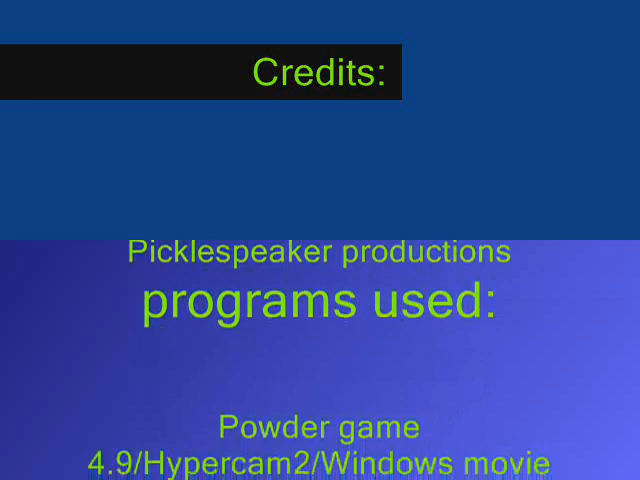 Credits:
Picklespeaker productions
programs used:
Powder game
4.9/Hypercam2/Windows movie